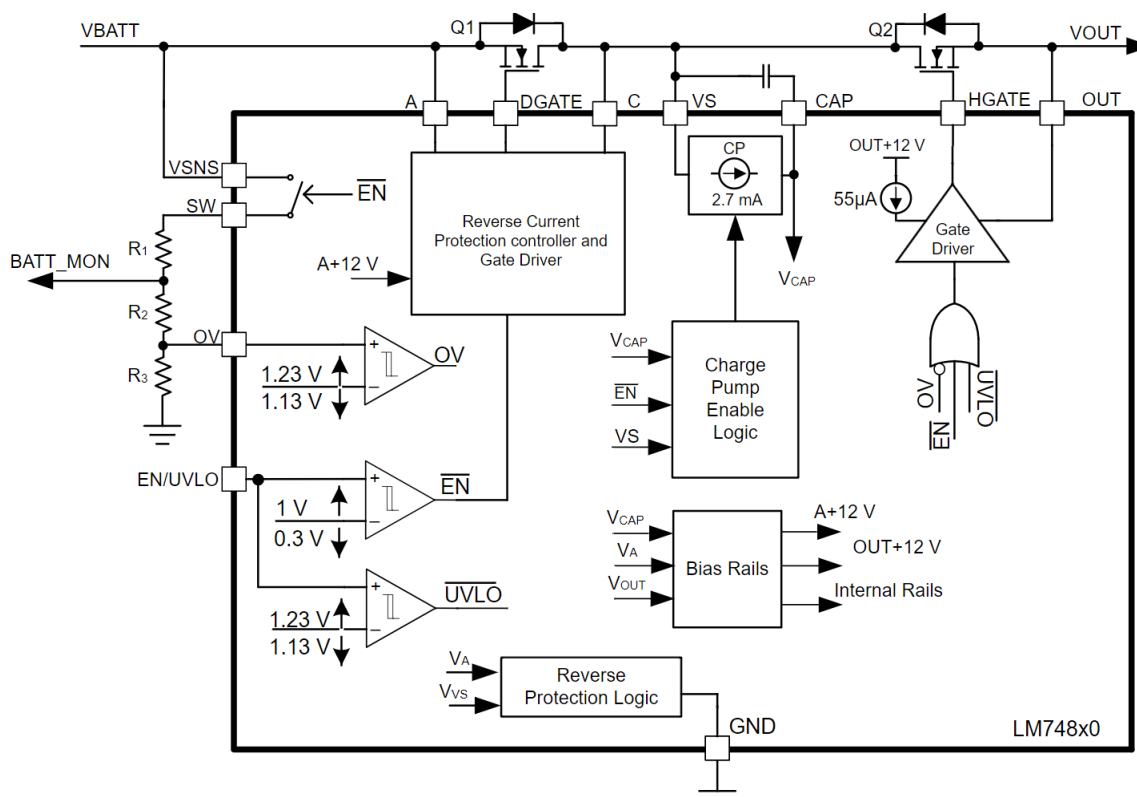 VBATT
Q1
Q2
VOUT
A
DGATE
C
VS
CAP
HGATE
OUT
VSNS
SW
EN
R1
BATT_MON
R2
OV
R3
Reverse Current
Protection controller and
Gate Driver
A+12 V
CP
2.7 mA
VCAP
OUT+12 V
55µA
Gate
Driver
OV
EN
UVLO
1.23 V
1.13 V
OV
VCAP
EN
VS
Charge
Pump
Enable
Logic
EN/UVLO
1 V
0.3 V
EN
1.23 V
1.13 V
UVLO
VCAP
VA
VOUT
Bias Rails
A+12 V
OUT+12 V
Internal Rails
VA
VVS
Reverse
Protection Logic
GND
LM748x0